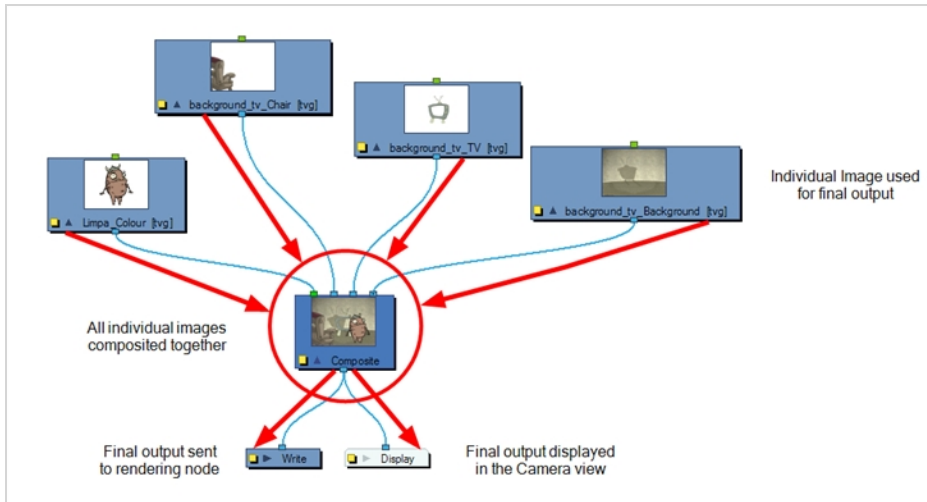 background_tv_Chair [tvg]
background_tv_TV [tvg]
Limpa_Colour [tvg]
background_tv_Background [tvg]
Individual Image used
for final output
All individual images
composited together
Composite
Final output sent
to rendering node
Write
Display
Final output displayed
in the Camera view